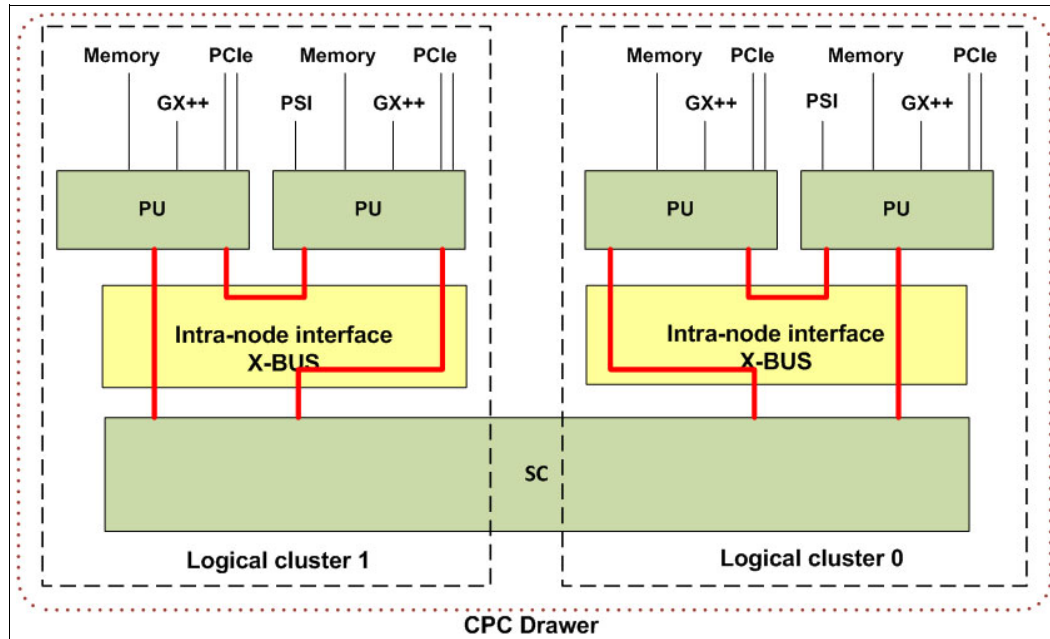 Memory PCIe Memory PCIe
GX++ PSI GX++
PU PU
Intra-node interface
X-BUS
Memory PCIe Memory PCIe
GX++ PSI GX++
PU PU
Intra-node interface
X-BUS
SC
Logical cluster 1
Logical cluster 0
CPC Drawer